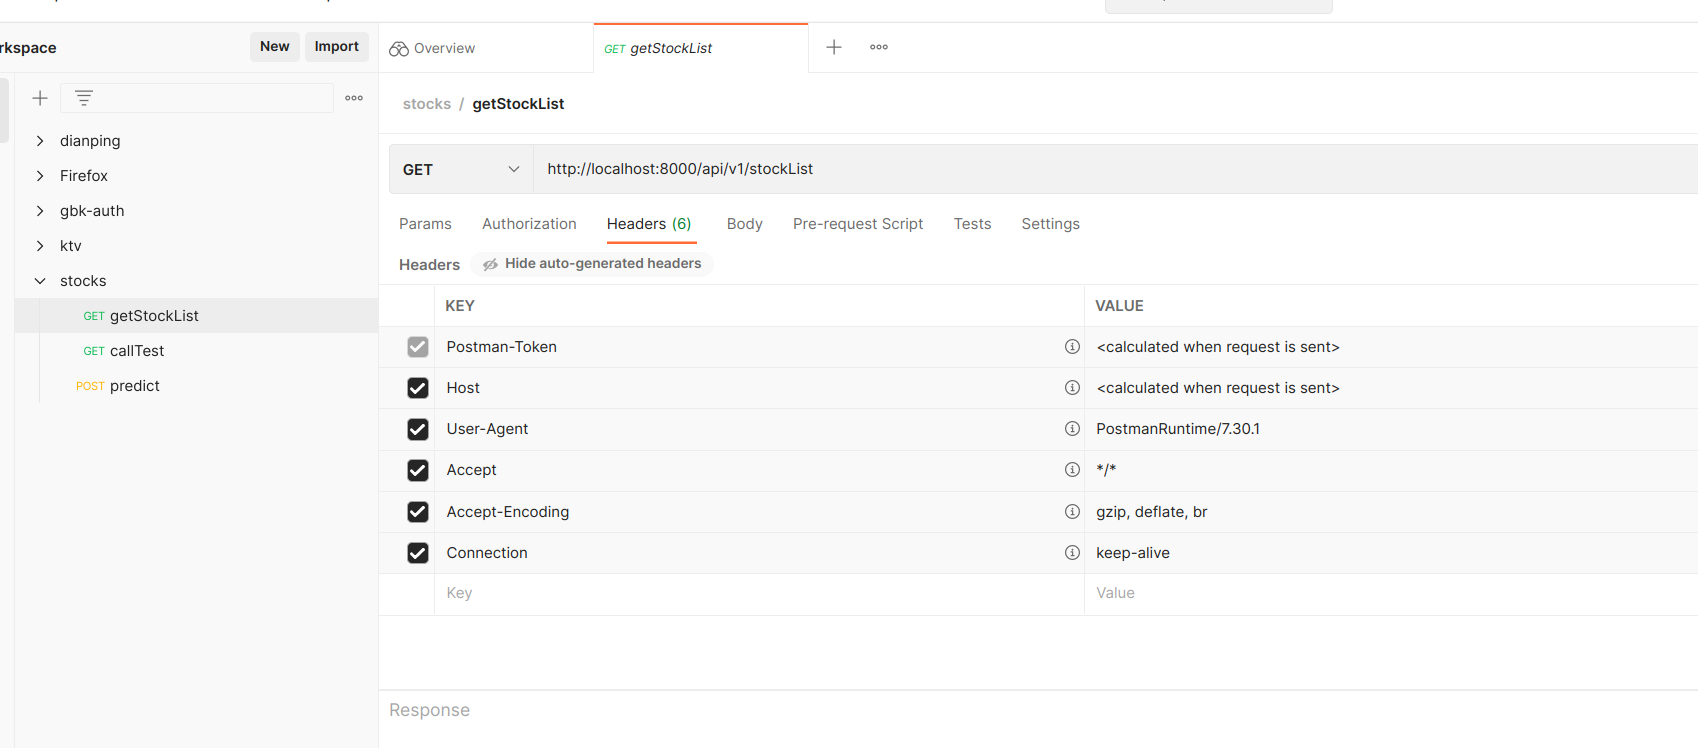 rkspace
New
Import
Overview
GET getStockList
stocks / getStockList
dianping
Firefox
gbk-auth
ktv
stocks
GET getStockList
GET callTest
POST predict
GET
http://localhost:8000/api/v1/stockList
Params
Authorization
Headers (6)
Body
Pre-request Script
Tests
Settings
Headers
Hide auto-generated headers
KEY VALUE
Postman-Token <calculated when request is sent>
Host <calculated when request is sent>
User-Agent PostmanRuntime/7.30.1
Accept */*
Accept-Encoding gzip, deflate, br
Connection keep-alive
Key Value
Response